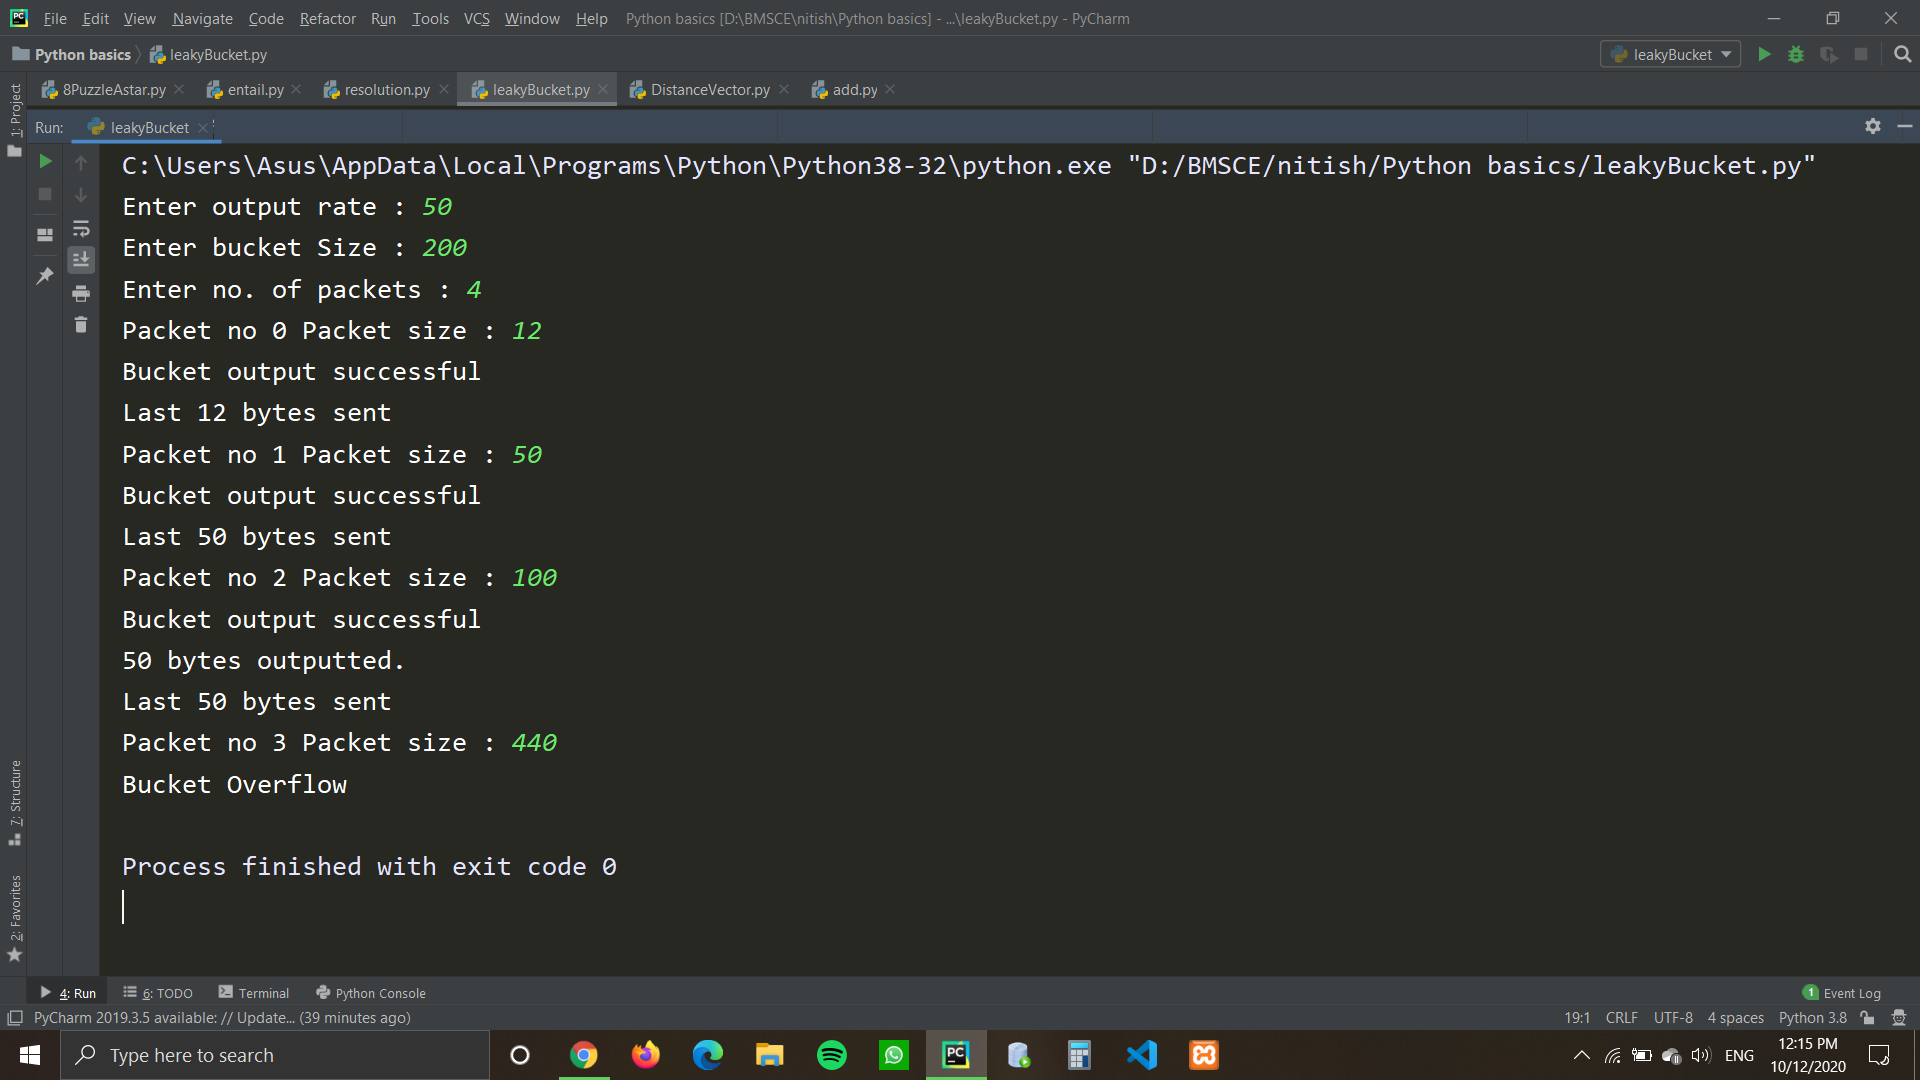 File Edit View Navigate Code Refactor Run Tools VCS Window Help Python basics [D:\BMSCE\nitish\Python basics] - ...\leakyBucket.py - PyCharm
Python basics leakyBucket.py
leakyBucket
8PuzzleAstar.py entail.py resolution.py leakyBucket.py DistanceVector.py add.py
1: Project
Run: leakyBucket
C:\Users\Asus\AppData\Local\Programs\Python\Python38-32\python.exe "D:/BMSCE/nitish/Python basics/leakyBucket.py"
Enter output rate : 50
Enter bucket Size : 200
Enter no. of packets : 4
Packet no 0 Packet size : 12
Bucket output successful
Last 12 bytes sent
Packet no 1 Packet size : 50
Bucket output successful
Last 50 bytes sent
Packet no 2 Packet size : 100
Bucket output successful
50 bytes outputted.
Last 50 bytes sent
Packet no 3 Packet size : 440
Bucket Overflow
Process finished with exit code 0
7: Structure
2: Favorites
4: Run 6: TODO Terminal Python Console
1 Event Log
PyCharm 2019.3.5 available: // Update... (39 minutes ago)
19:1 CRLF UTF-8 4 spaces Python 3.8
Type here to search
PC
ENG
12:15 PM
10/12/2020